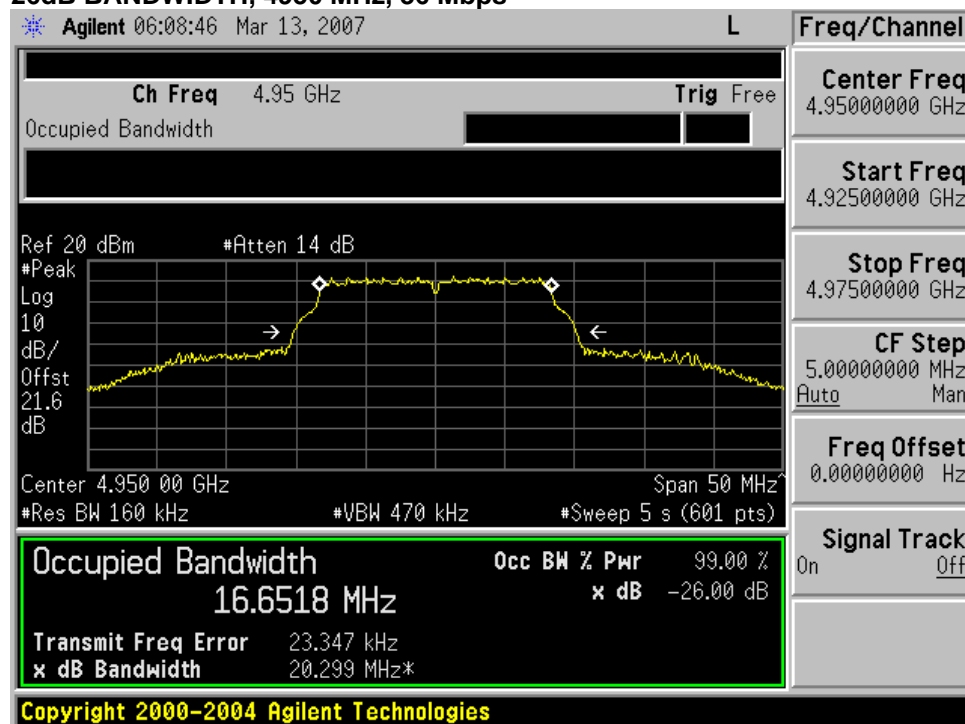 Agilent 06:08:46 Mar 13, 2007 L
Freq/Channel
Ch Freq 4.95 GHz Trig Free
Occupied Bandwidth
Center Freq
4.95000000 GHz
Start Freq
4.92500000 GHz
Stop Freq
4.97500000 GHz
CF Step
5.00000000 MHz
Auto Man
Freq Offset
0.00000000 Hz
Signal Track
On Off
Ref 20 dBm #Atten 14 dB
#Peak
Log
10
dB/
Offst
21.6
dB
Center 4.950 00 GHz Span 50 MHz^
#Res BW 160 kHz #VBW 470 kHz #Sweep 5 s (601 pts)
Occupied Bandwidth Occ BW % Pwr 99.00 %
16.6518 MHz x dB -26.00 dB
Transmit Freq Error 23.347 kHz
x dB Bandwidth 20.299 MHz*
Copyright 2000-2004 Agilent Technologies